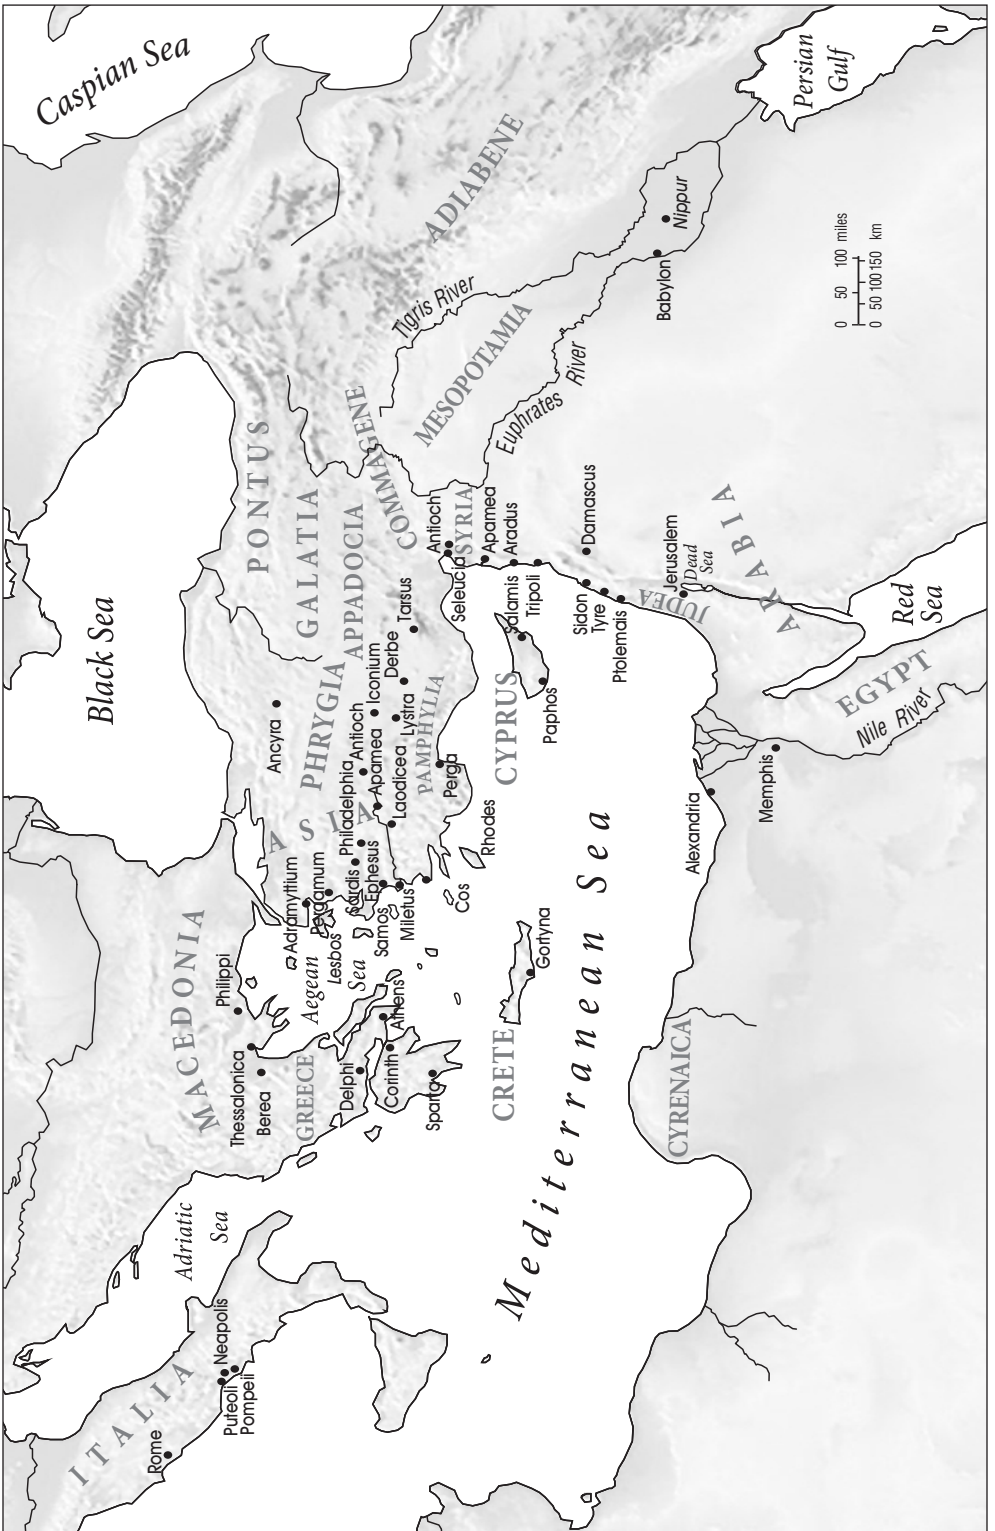 Caspian Sea
Persian
Gulf
Black Sea
ADIABENE
Tigris River
MESOPOTAMIA
Euphrates River
Nippur
Babylon
0 50 100 miles
0 50 100 150 km
PONTUS
GALATIA
APPADOCIA
COMMAGENE
PHRYGIA
ASIA
PAMPHYLIA
SYRIA
Ancyra
Antioch
Seleucia
Apamea
Aradus
Tripoli
Damascus
Sidon
Tyre
Ptolemais
Jerusalem
Dead
Sea
JUDEA
ARABIA
Red
Sea
EGYPT
Nile River
Memphis
Alexandria
Tarsus
Derbe
Iconium
Lystra
Antioch
Apamea
Laodicea
Philadelphia
Perga
Sardis
Ephesus
Adramyttium
Pergamum
Lesbos
Samos
Miletus
Cos
Rhodes
CYPRUS
Salamis
Paphos
Aegean
Sea
MACEDONIA
Philippi
Thessalonica
Berea
GREECE
Delphi
Athens
Corinth
Sparta
CRETE
Gortyna
Mediterranean Sea
CYRENAICA
Adriatic
Sea
ITALIA
Rome
Neapolis
Puteoli
Pompeii